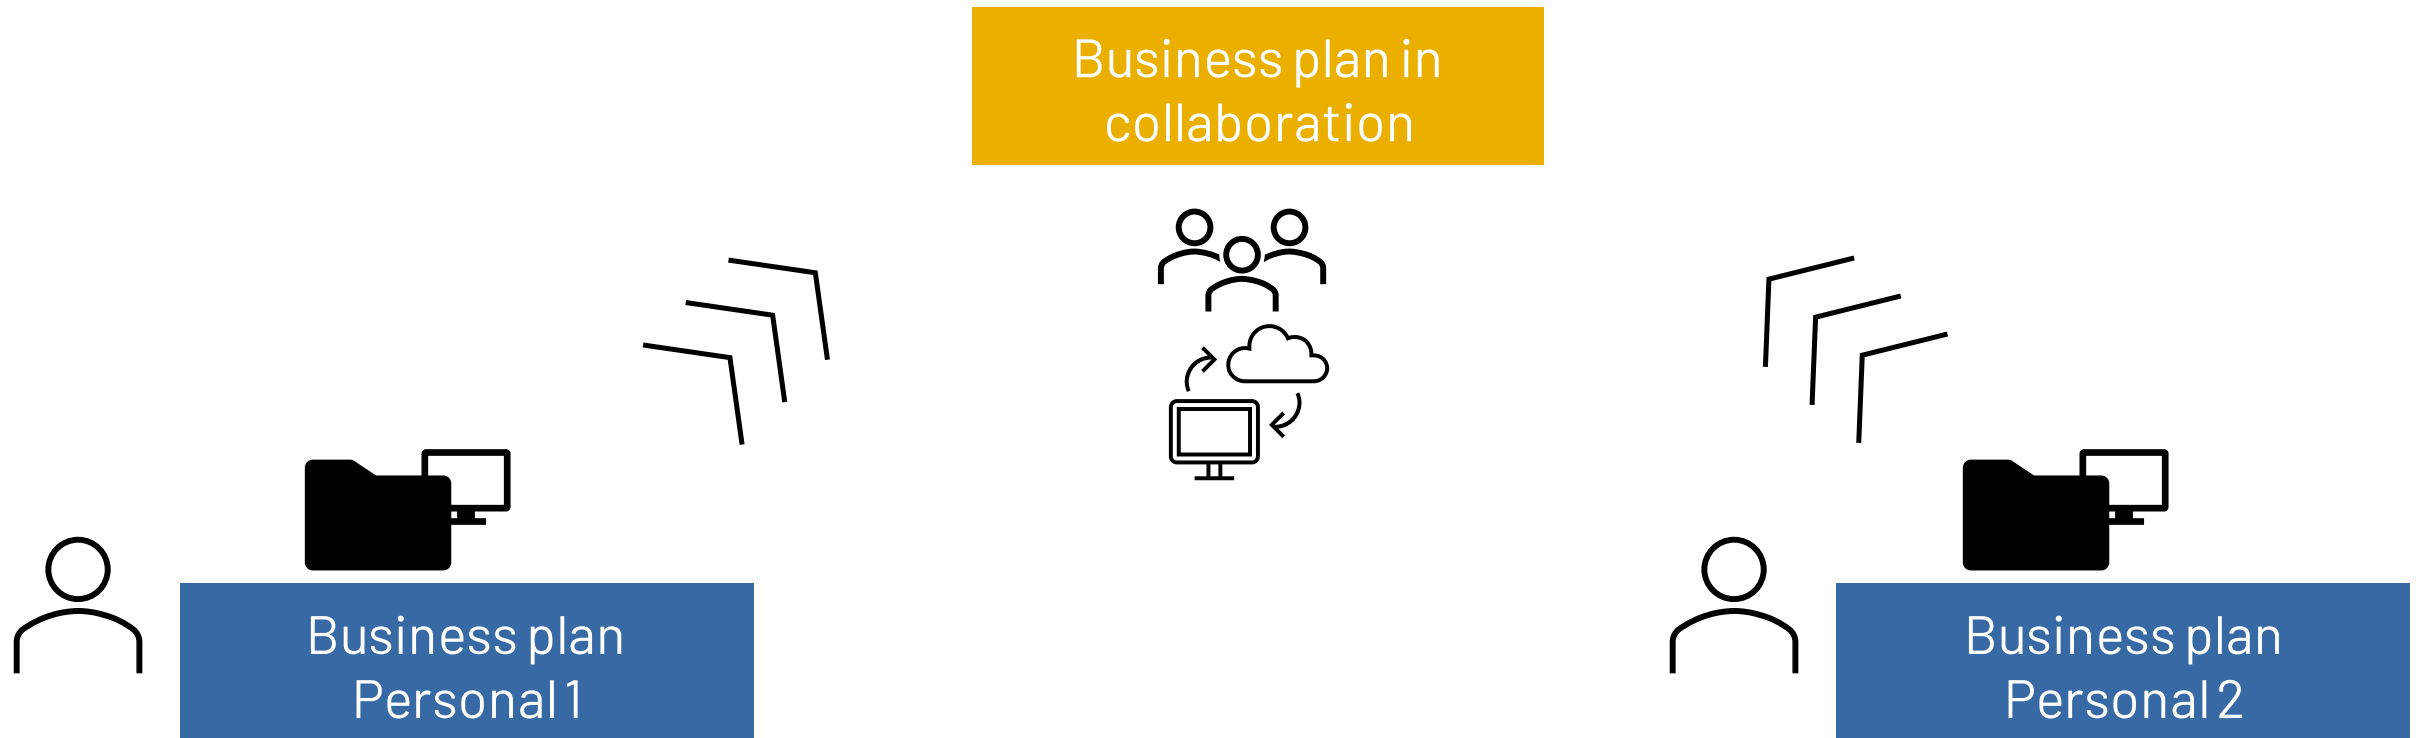 Business plan in
collaboration
Business plan
Personal 1
Business plan
Personal 2